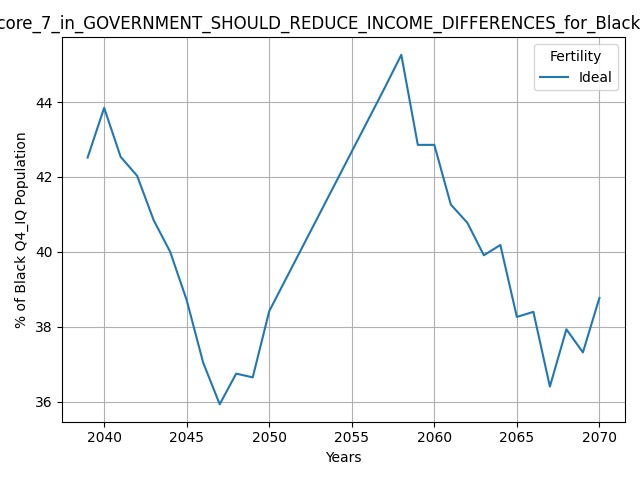 core_7_in_GOVERNMENT_SHOULD_REDUCE_INCOME_DIFFERENCES_for_Black
Fertility
Ideal
44
42
40
38
36
% of Black Q4_IQ Population
2040 2045 2050 2055 2060 2065 2070
Years